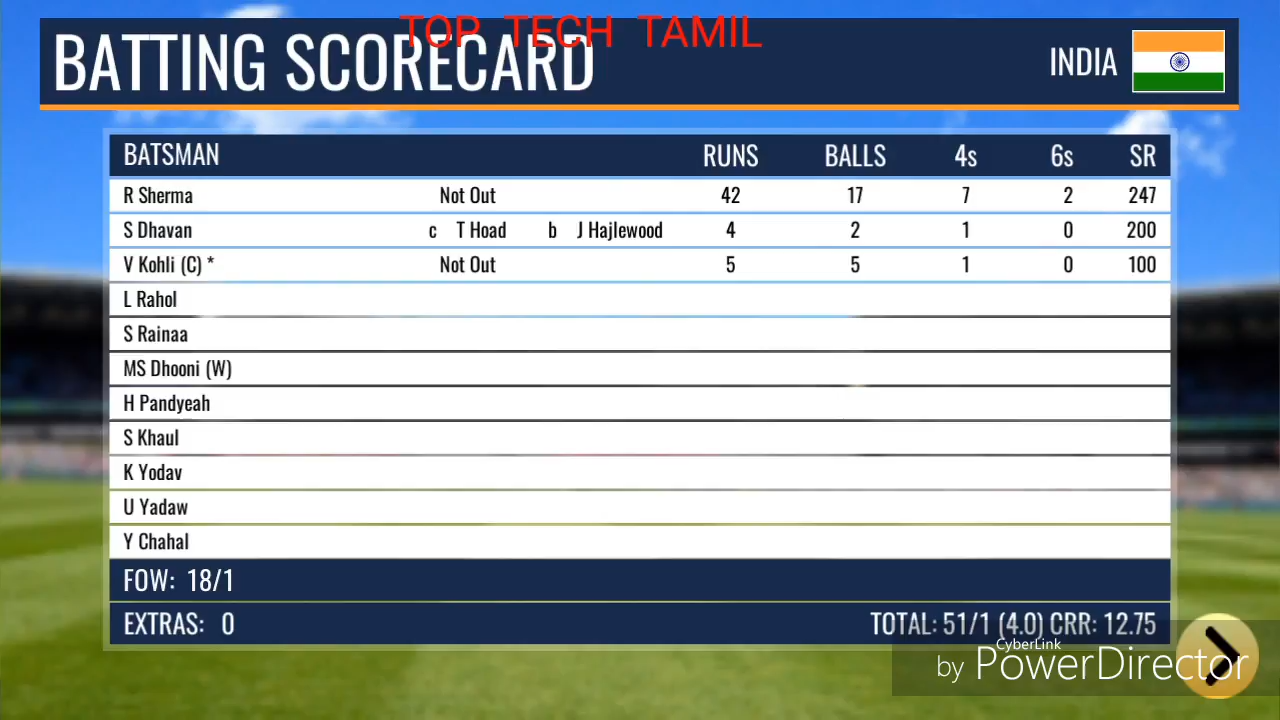 TOP TECH TAMIL
BATTING SCORECARD INDIA
BATSMAN RUNS BALLS 4s 6s SR
R Sherma Not Out 42 17 7 2 247
S Dhavan c T Hoad b J Hajlewood 4 2 1 0 200
V Kohli (C) * Not Out 5 5 1 0 100
L Rahol
S Rainaa
MS Dhooni (W)
H Pandyeah
S Khaul
K Yodav
U Yadaw
Y Chahal
FOW: 18/1
EXTRAS: 0 TOTAL: 51/1 (4.0) CRR: 12.75
CyberLink
by PowerDirector